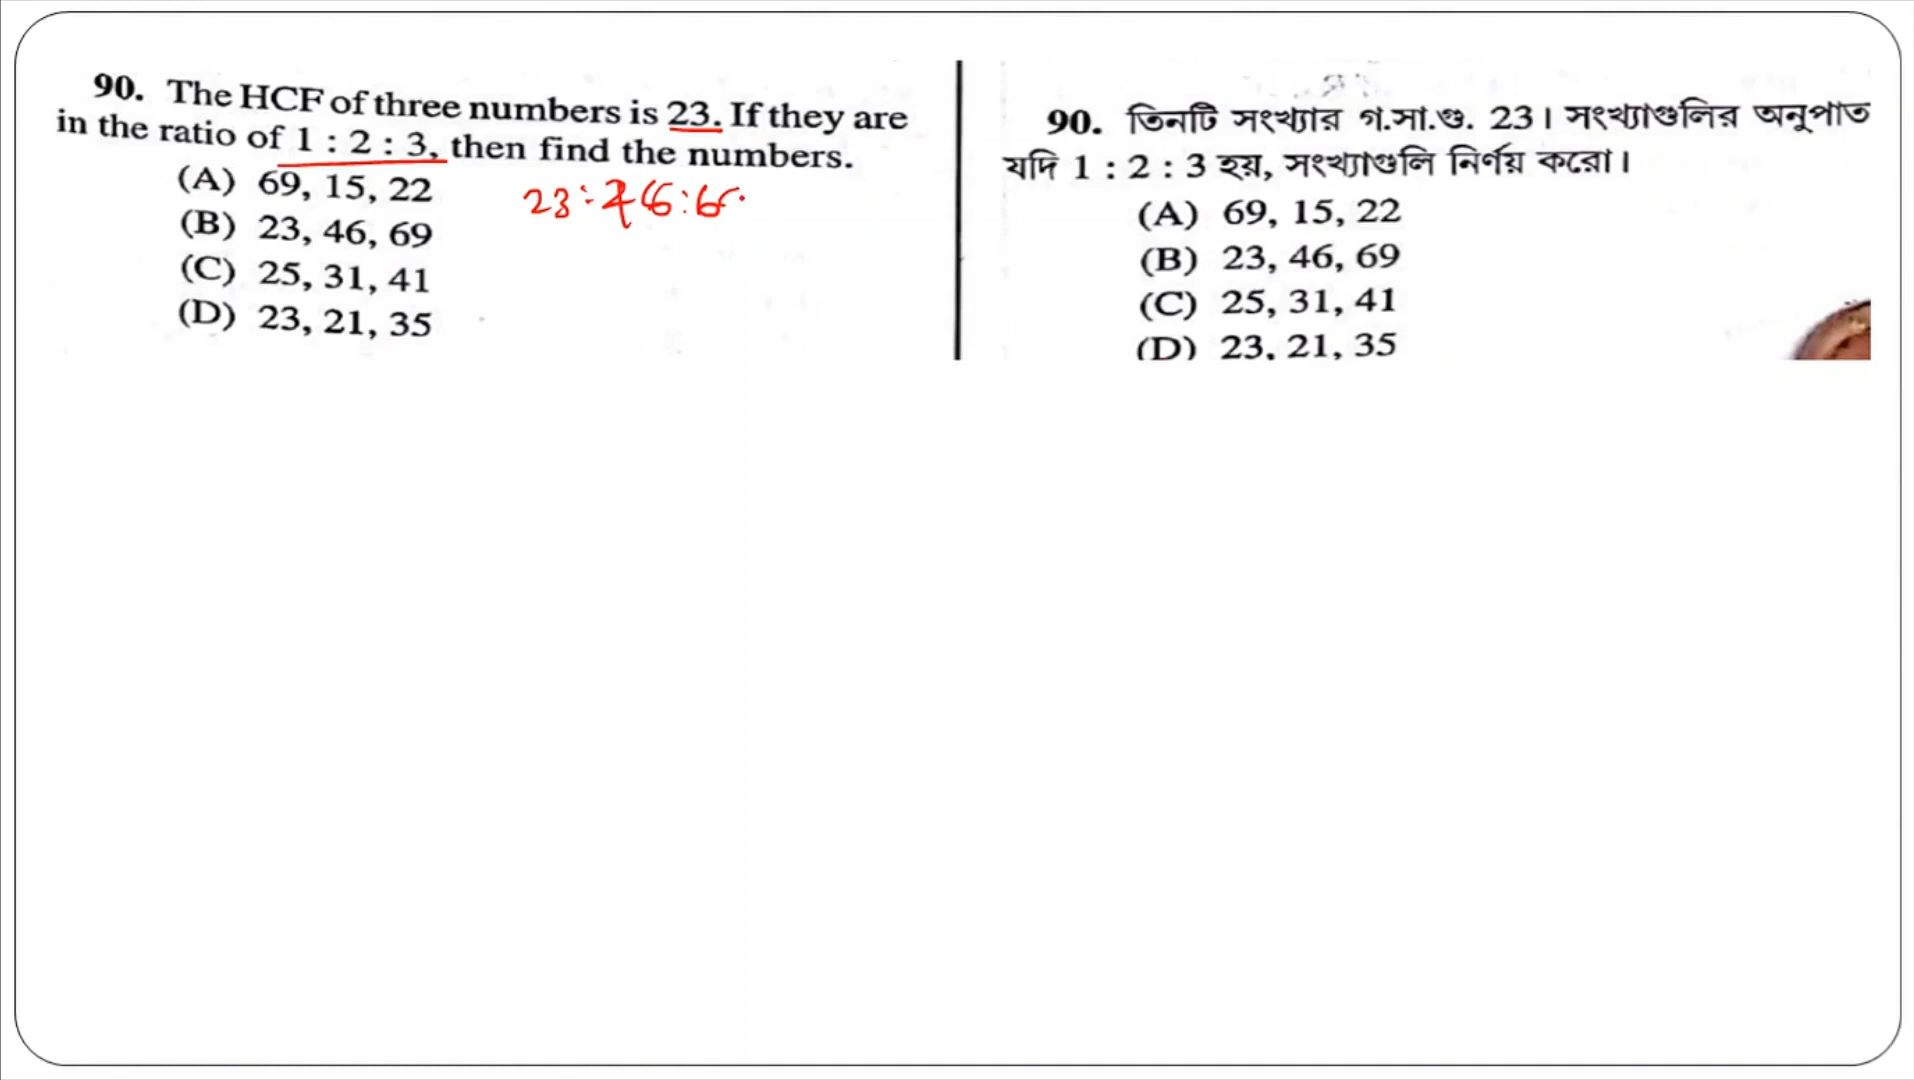 90. The HCF of three numbers is 23. If they are
in the ratio of 1 : 2 : 3, then find the numbers.
(A) 69, 15, 22
(B) 23, 46, 69
(C) 25, 31, 41
(D) 23, 21, 35
23 : 46 :
90. তিনটি সংখ্যার গ.সা.গু. 23। সংখ্যাগুলির অনুপাত
যদি 1 : 2 : 3 হয়, সংখ্যাগুলি নির্ণয় করো।
(A) 69, 15, 22
(B) 23, 46, 69
(C) 25, 31, 41
(D) 23, 21, 35